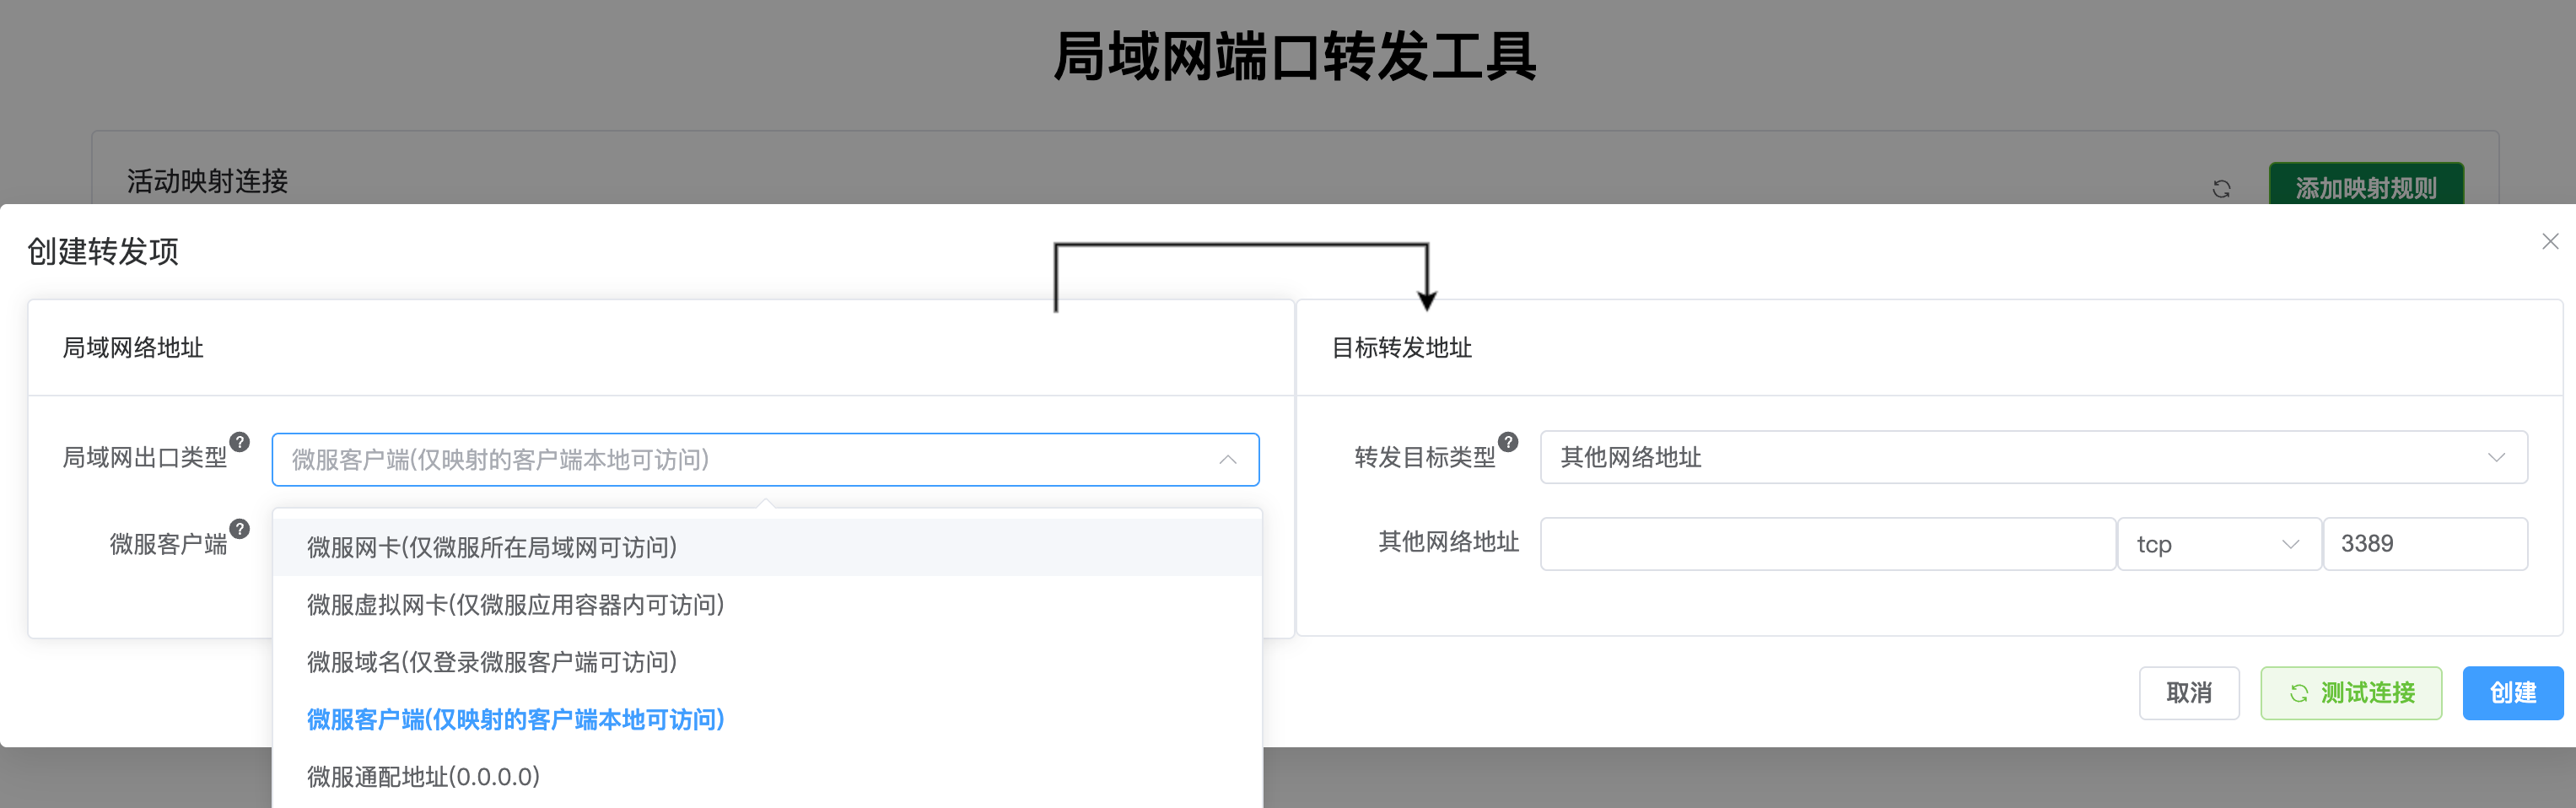 局域网端口转发工具
活动映射连接
添加映射规则
创建转发项
局域网络地址
目标转发地址
局域网出口类型 ?
微服客户端(仅映射的客户端本地可访问)
转发目标类型 ?
其他网络地址
微服客户端 ?
微服网卡(仅微服所在局域网可访问)
微服虚拟网卡(仅微服应用容器内可访问)
微服域名(仅登录微服客户端可访问)
微服客户端(仅映射的客户端本地可访问)
微服通配地址(0.0.0.0)
其他网络地址
tcp
3389
取消
测试连接
创建